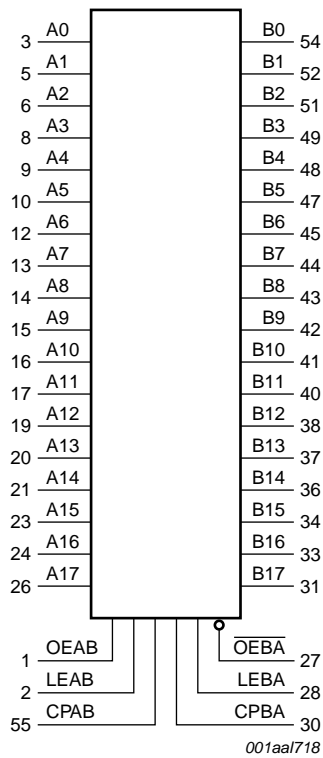 3 A0 B0 54
5 A1 B1 52
6 A2 B2 51
8 A3 B3 49
9 A4 B4 48
10 A5 B5 47
12 A6 B6 45
13 A7 B7 44
14 A8 B8 43
15 A9 B9 42
16 A10 B10 41
17 A11 B11 40
19 A12 B12 38
20 A13 B13 37
21 A14 B14 36
23 A15 B15 34
24 A16 B16 33
26 A17 B17 31
1 OEAB O̅E̅B̅A̅ 27
2 LEAB LEBA 28
55 CPAB CPBA 30
001aal718